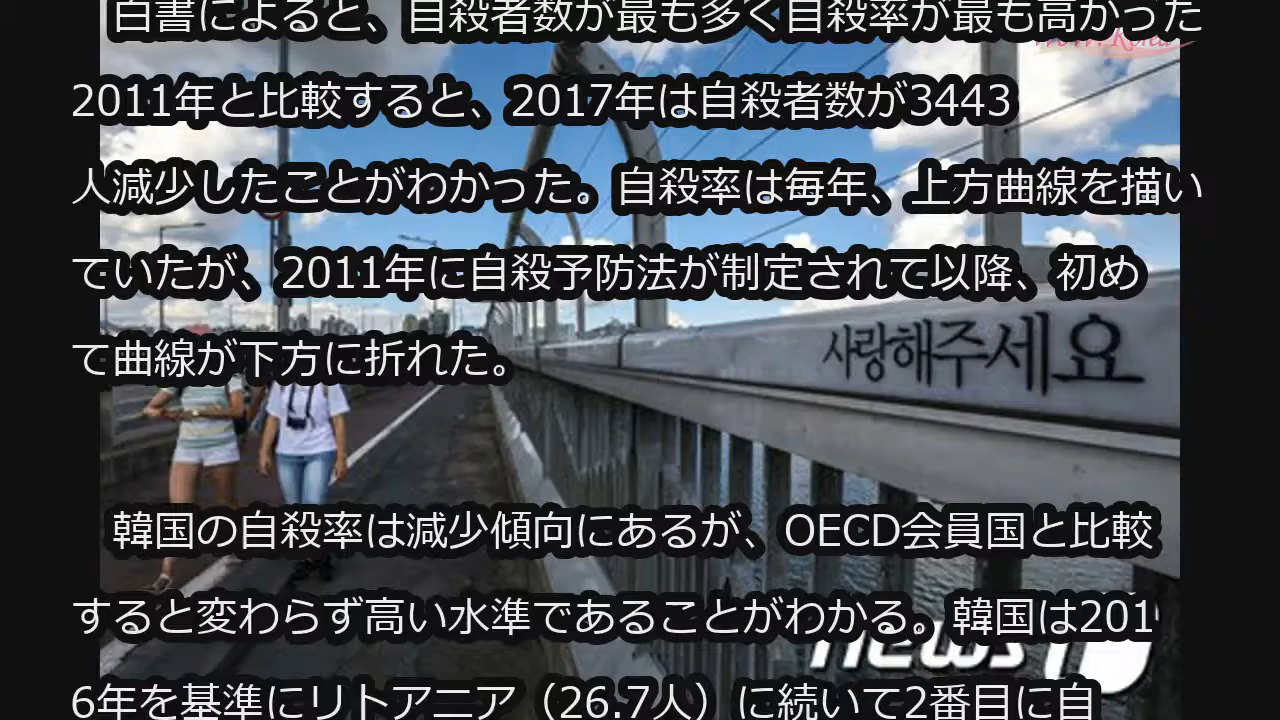 白書によると、自殺者数が最も多く自殺率が最も高かった
2011年と比較すると、2017年は自殺者数が3443
人減少したことがわかった。自殺率は毎年、上方曲線を描い
ていたが、2011年に自殺予防法が制定されて以降、初め
て曲線が下方に折れた。
사랑해주세요
韓国の自殺率は減少傾向にあるが、OECD会員国と比較
すると変わらず高い水準であることがわかる。韓国は201
news1
6年を基準にリトアニア（26.7人）に続いて2番目に自